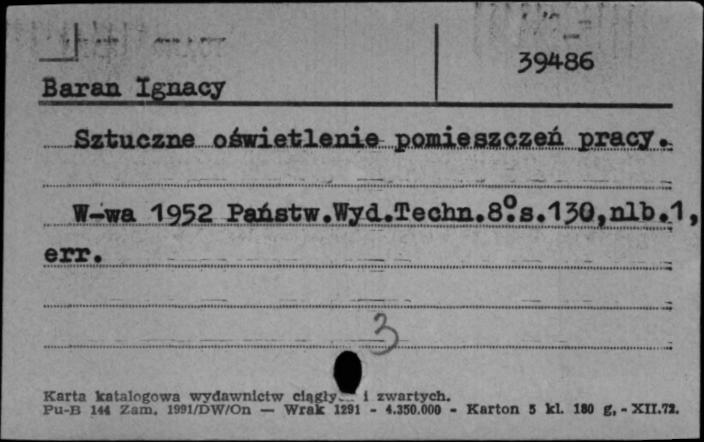 39486
Baran Ignacy
Sztuczne oświetlenie pomieszczeń pracy.
W-wa 1952 Państw.Wyd.Techn.8°.s.130,nlb.1,
err.
3
Karta katalogowa wydawnictw ciągły i zwartych.
Pu-B 144 Zam. 1991/DW/On — Wrak 1291 - 4.350.000 - Karton 5 kl. 180 g, - XII.72.